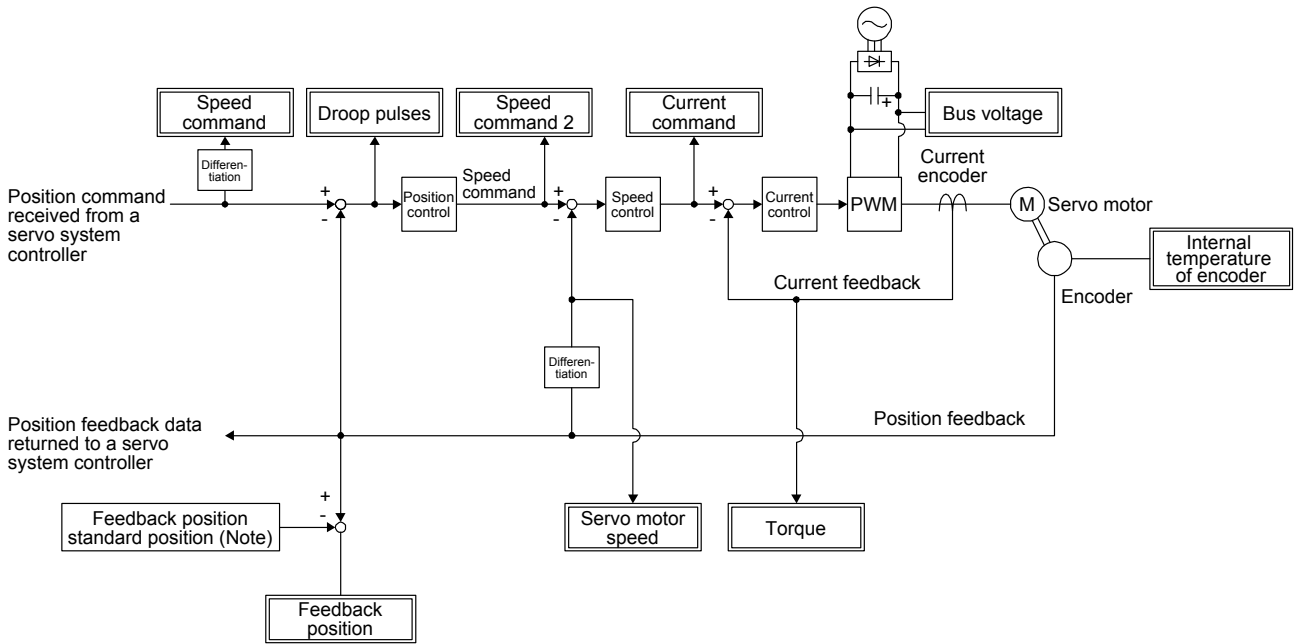 Speed
command
Droop pulses
Speed
command 2
Current
command
Bus voltage
Differen-
tiation
Current
encoder
Position command
received from a
servo system
controller
+
-
Position
control
Speed
command
+
-
Speed
control
+
-
Current
control
PWM
+
M
Servo motor
Internal
temperature
of encoder
Current feedback
Encoder
Differen-
tiation
Position feedback data
returned to a servo
system controller
Position feedback
+
-
Feedback position
standard position (Note)
Servo motor
speed
Torque
Feedback
position